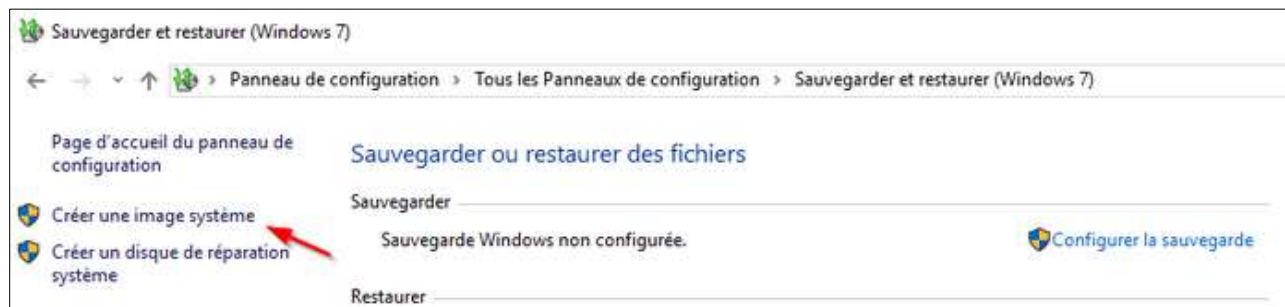 Sauvegarder et restaurer (Windows 7)
Panneau de configuration > Tous les Panneaux de configuration > Sauvegarder et restaurer (Windows 7)
Page d'accueil du panneau de
configuration
Créer une image système
Créer un disque de réparation
système
Sauvegarder ou restaurer des fichiers
Sauvegarder
Sauvegarde Windows non configurée.
Configurer la sauvegarde
Restaurer